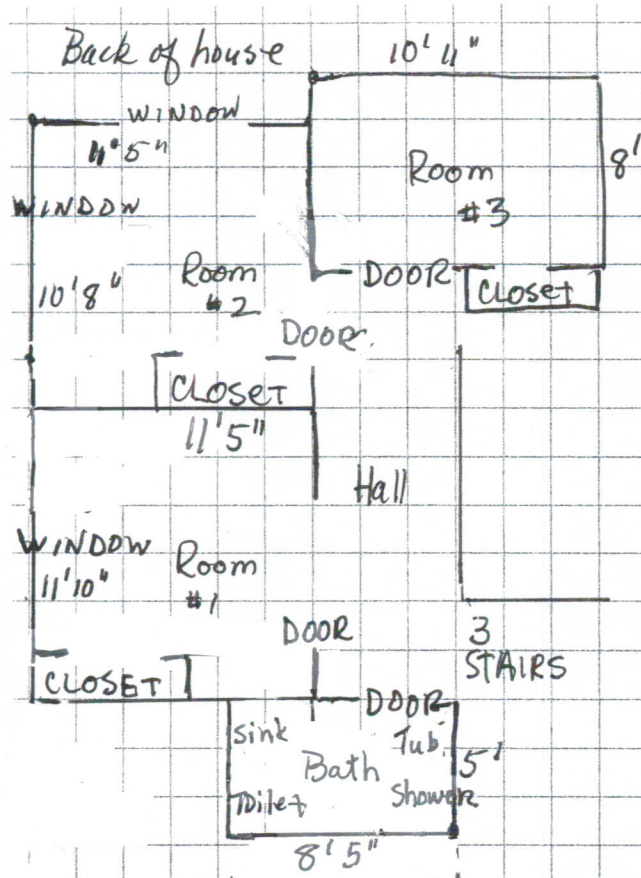 Back of house
10' 11"
WINDOW
11' 5"
8'
Room
#3
WINDOW
Room
#2
10' 8"
DOOR
Closet
DOOR
CLOSET
11' 5"
Hall
WINDOW
11' 10"
Room
#1
DOOR
3
STAIRS
CLOSET
DOOR
Sink
Tub
Bath
5'
Toilet
Shower
8' 5"